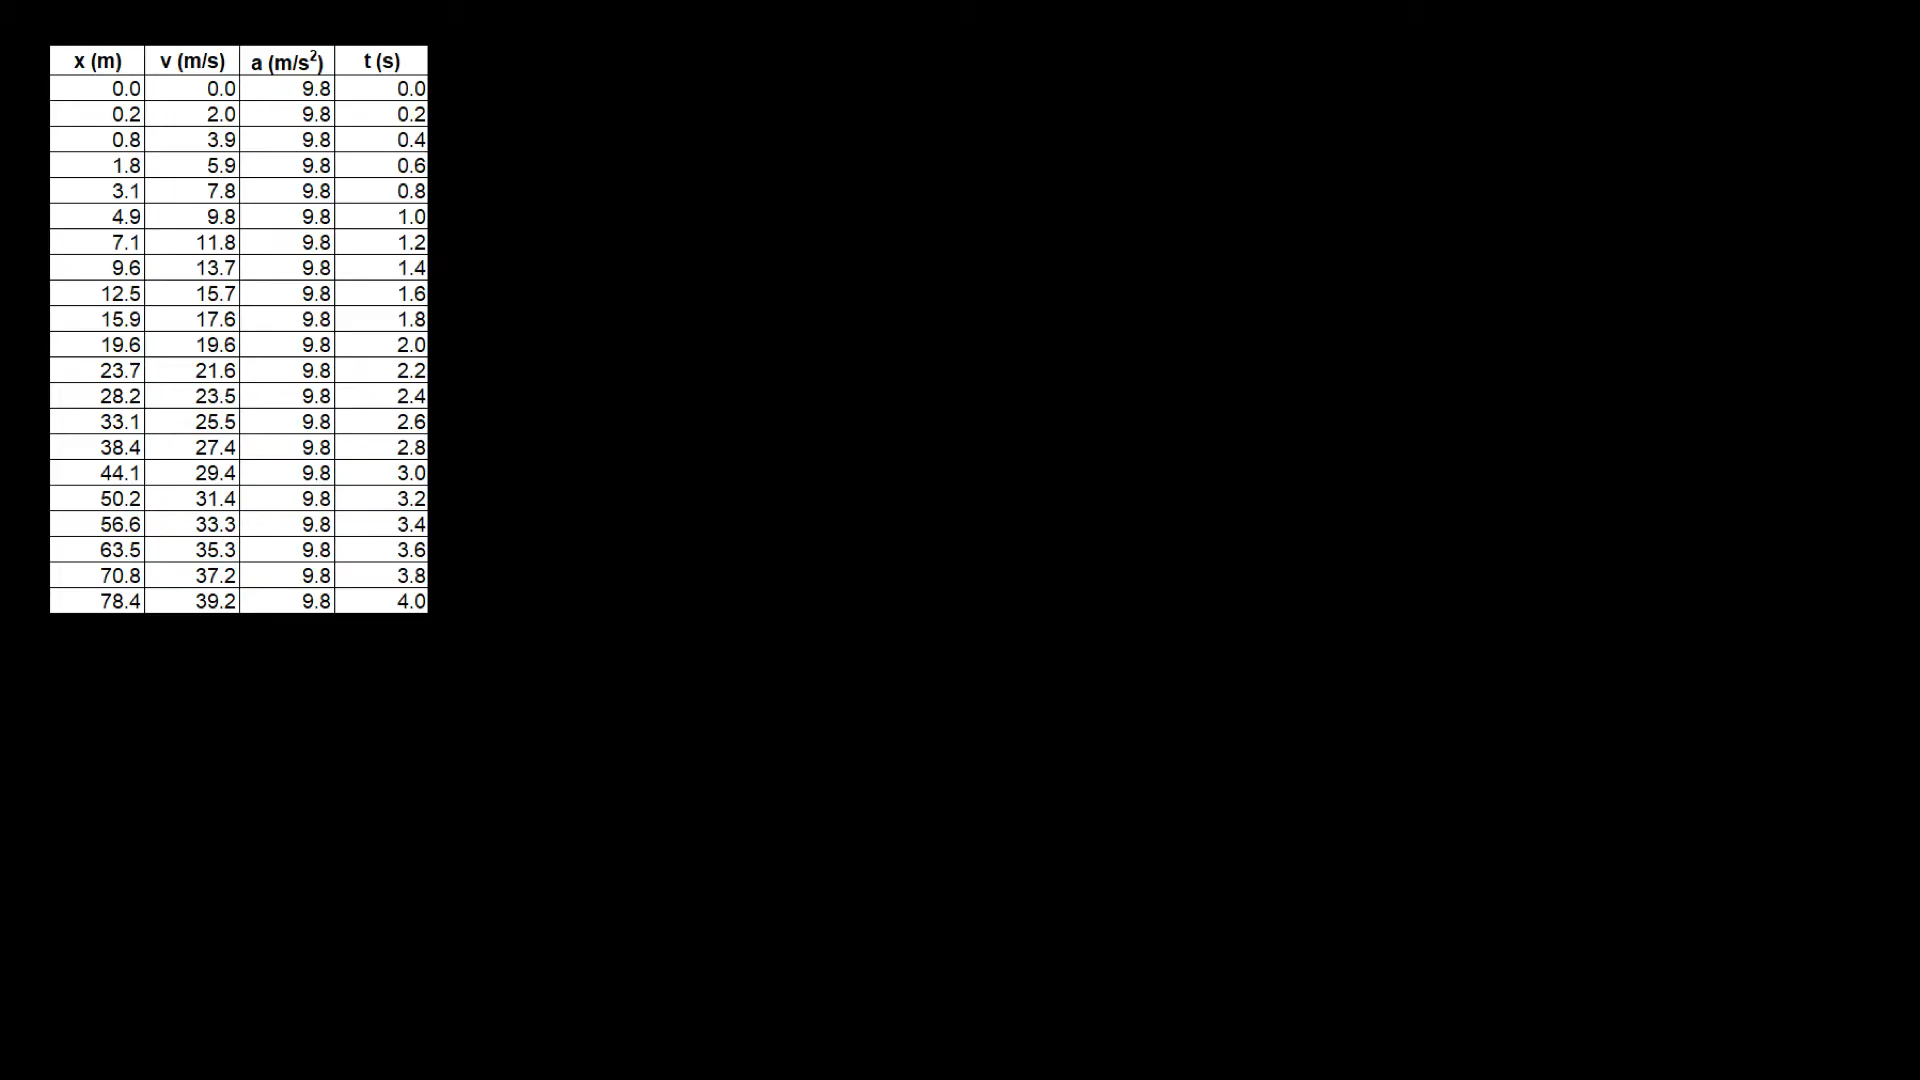 x (m) v (m/s) a (m/s²) t (s)
0.0 0.0 9.8 0.0
0.2 2.0 9.8 0.2
0.8 3.9 9.8 0.4
1.8 5.9 9.8 0.6
3.1 7.8 9.8 0.8
4.9 9.8 9.8 1.0
7.1 11.8 9.8 1.2
9.6 13.7 9.8 1.4
12.5 15.7 9.8 1.6
15.9 17.6 9.8 1.8
19.6 19.6 9.8 2.0
23.7 21.6 9.8 2.2
28.2 23.5 9.8 2.4
33.1 25.5 9.8 2.6
38.4 27.4 9.8 2.8
44.1 29.4 9.8 3.0
50.2 31.4 9.8 3.2
56.6 33.3 9.8 3.4
63.5 35.3 9.8 3.6
70.8 37.2 9.8 3.8
78.4 39.2 9.8 4.0